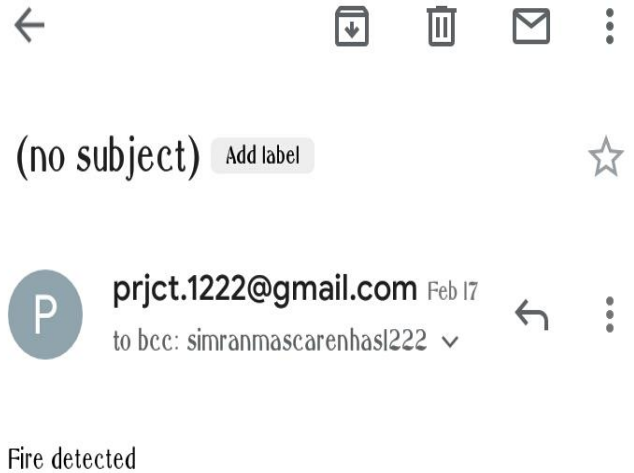 (no subject) Add label
P
prjct.1222@gmail.com Feb 17
to bcc: simranmascarenhas1222
Fire detected